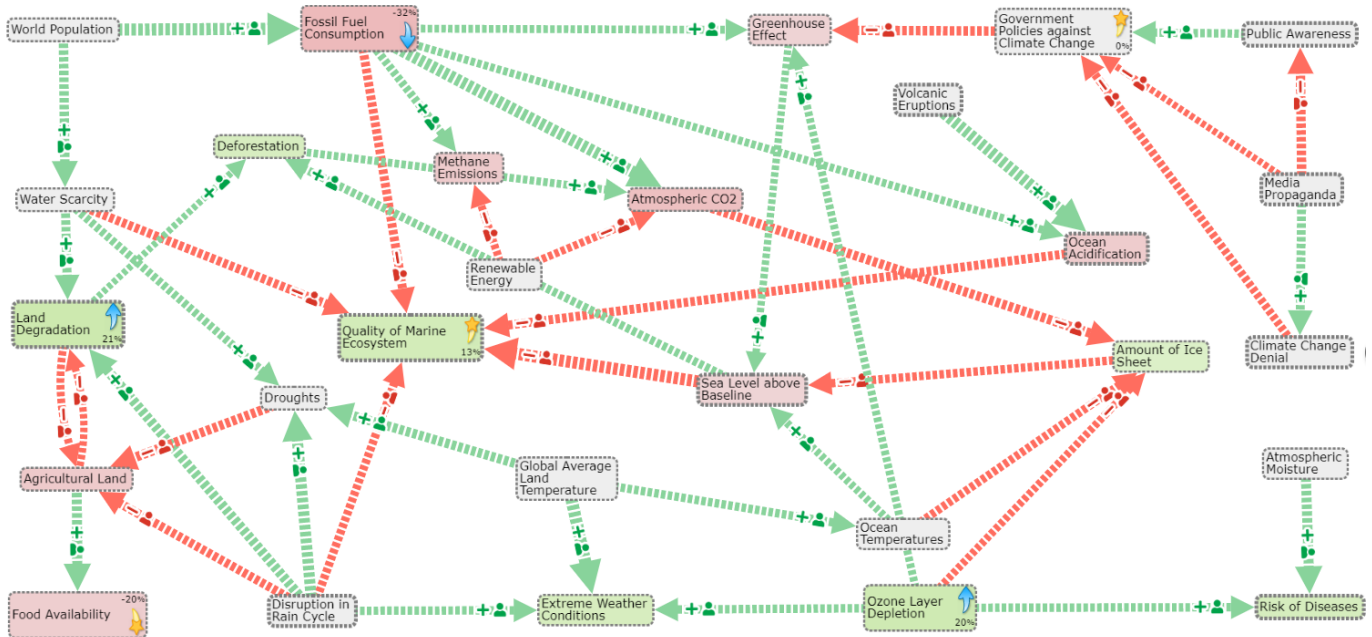 World Population
Fossil Fuel
Consumption
-32%
Greenhouse
Effect
Government
Policies against
Climate Change
0%
Public Awareness
Volcanic
Eruptions
Deforestation
Methane
Emissions
Atmospheric CO2
Media
Propaganda
Water Scarcity
Ocean
Acidification
Renewable
Energy
Land
Degradation
21%
Quality of Marine
Ecosystem
13%
Amount of Ice
Sheet
Climate Change
Denial
Droughts
Sea Level above
Baseline
Agricultural Land
Global Average
Land
Temperature
Atmospheric
Moisture
Ocean
Temperatures
Food Availability
-20%
Disruption in
Rain Cycle
Extreme Weather
Conditions
Ozone Layer
Depletion
20%
Risk of Diseases